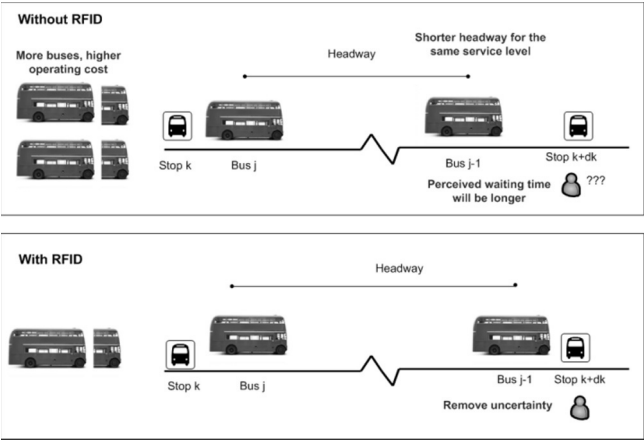 Without RFID
More buses, higher
operating cost
Headway
Shorter headway for the
same service level
Stop k
Bus j
Bus j-1
Stop k+dk
Perceived waiting time
will be longer
???
With RFID
Headway
Stop k
Bus j
Bus j-1
Stop k+dk
Remove uncertainty